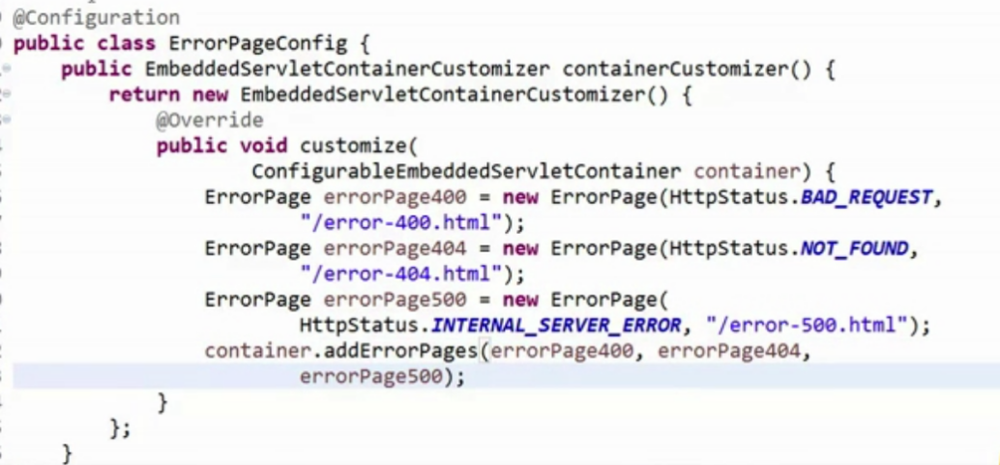 @Configuration
public class ErrorPageConfig {
    public EmbeddedServletContainerCustomizer containerCustomizer() {
        return new EmbeddedServletContainerCustomizer() {
            @Override
            public void customize(
                    ConfigurableEmbeddedServletContainer container) {
                ErrorPage errorPage400 = new ErrorPage(HttpStatus.BAD_REQUEST,
                        "/error-400.html");
                ErrorPage errorPage404 = new ErrorPage(HttpStatus.NOT_FOUND,
                        "/error-404.html");
                ErrorPage errorPage500 = new ErrorPage(
                        HttpStatus.INTERNAL_SERVER_ERROR, "/error-500.html");
                container.addErrorPages(errorPage400, errorPage404,
                        errorPage500);
            }
        };
    }